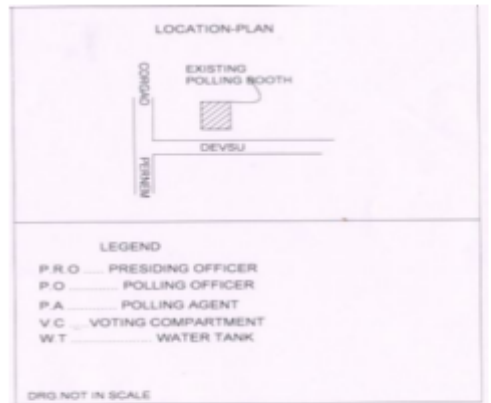 LOCATION-PLAN
CORGAO
EXISTING
POLLING BOOTH
DEVSU
PERNEM
LEGEND
P.R.O ...... PRESIDING OFFICER
P.O .............. POLLING OFFICER
P.A .............. POLLING AGENT
V.C .... VOTING COMPARTMENT
W.T ...................... WATER TANK
DRG.NOT IN SCALE